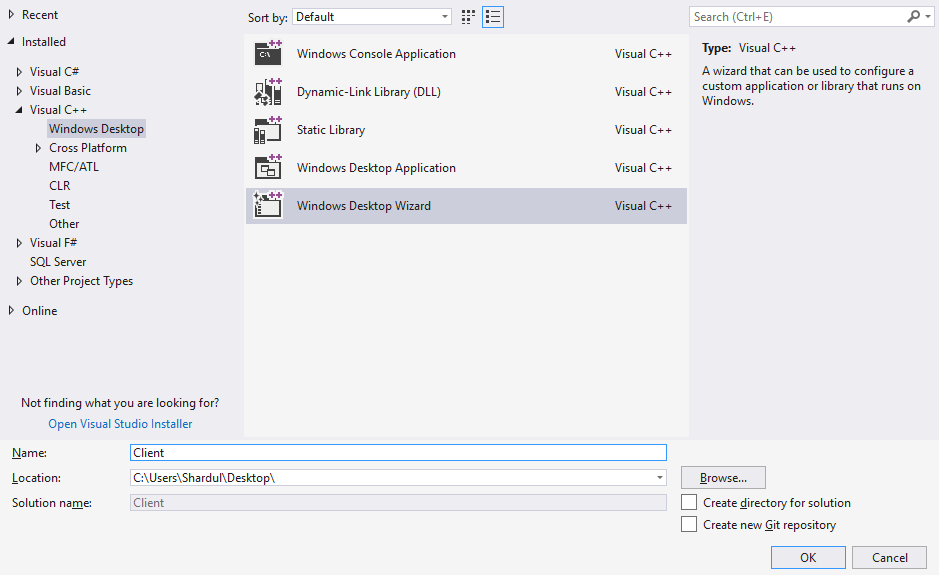 Recent
Installed
Visual C#
Visual Basic
Visual C++
Windows Desktop
Cross Platform
MFC/ATL
CLR
Test
Other
Visual F#
SQL Server
Other Project Types
Online
Not finding what you are looking for?
Open Visual Studio Installer
Sort by: Default
Windows Console Application Visual C++
Dynamic-Link Library (DLL) Visual C++
Static Library Visual C++
Windows Desktop Application Visual C++
Windows Desktop Wizard Visual C++
Search (Ctrl+E)
Type: Visual C++
A wizard that can be used to configure a
custom application or library that runs on
Windows.
Name: Client
Location: C:\Users\Shardul\Desktop\
Browse...
Solution name: Client
Create directory for solution
Create new Git repository
OK Cancel